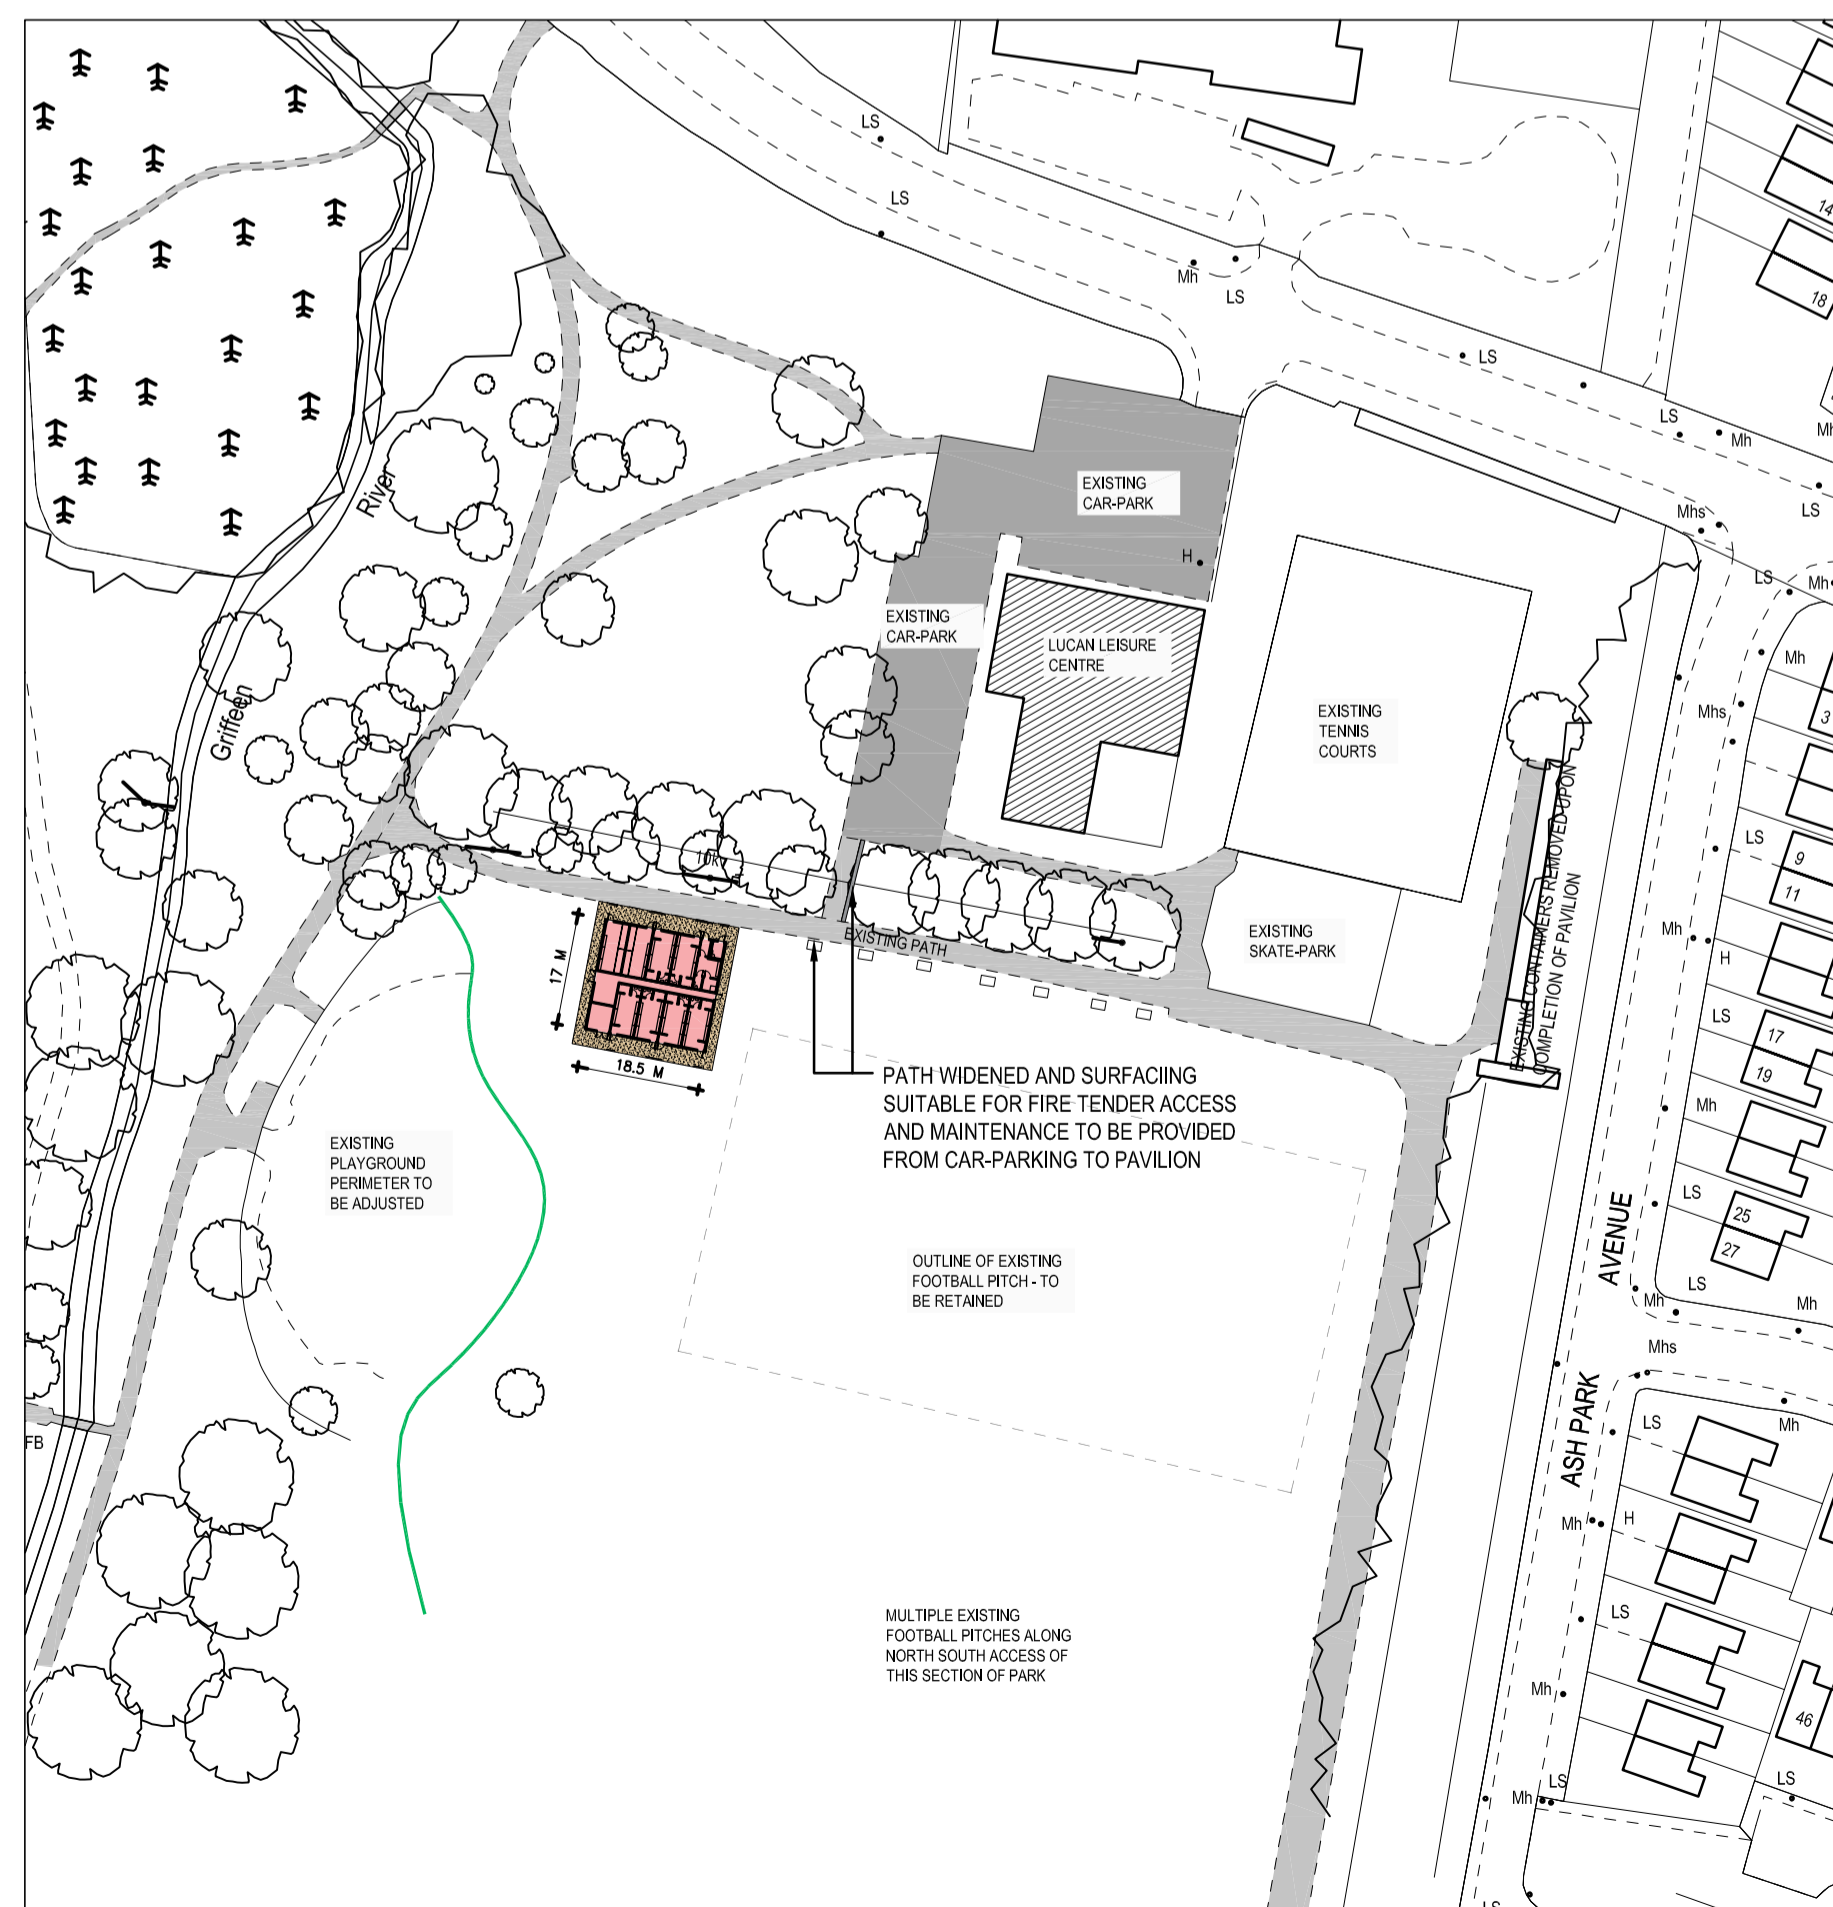 LS
LS
Mh
LS
14
18
LS
LS
Mh
Mh
LS
Mhs
LS
Mh
River
EXISTING
CAR-PARK
H
EXISTING
CAR-PARK
LUCAN LEISURE
CENTRE
EXISTING
TENNIS
COURTS
Mh
3
Mhs
Griffeen
LS
9
11
10kv
EXISTING PATH
EXISTING
SKATE-PARK
Mh
H
EXISTING CONTAINERS REMOVED UPON
COMPLETION OF PAVILION
17 M
18.5 M
LS
17
19
PATH WIDENED AND SURFACIING
SUITABLE FOR FIRE TENDER ACCESS
AND MAINTENANCE TO BE PROVIDED
FROM CAR-PARKING TO PAVILION
Mh
EXISTING
PLAYGROUND
PERIMETER TO
BE ADJUSTED
LS
25
27
OUTLINE OF EXISTING
FOOTBALL PITCH - TO
BE RETAINED
ASH PARK
AVENUE
LS
Mh
Mh
Mhs
LS
Mh
FB
Mh
H
MULTIPLE EXISTING
FOOTBALL PITCHES ALONG
NORTH SOUTH ACCESS OF
THIS SECTION OF PARK
LS
Mh
46
LS
Mh
LS
LS